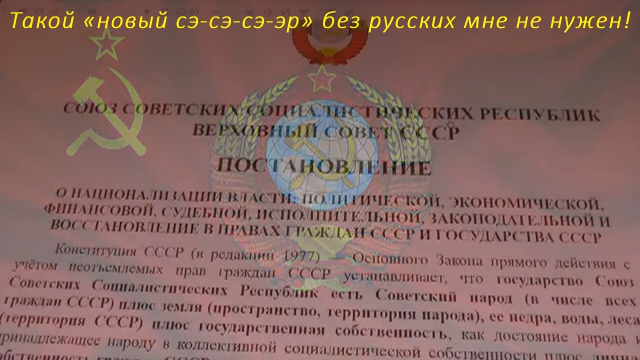 Такой «новый сэ-сэ-сэ-эр» без русских мне не нужен!
СОЮЗ СОВЕТСКИХ СОЦИАЛИСТИЧЕСКИХ РЕСПУБЛИК
ВЕРХОВНЫЙ СОВЕТ СССР
ПОСТАНОВЛЕНИЕ
О НАЦИОНАЛИЗАЦИИ ВЛАСТИ: ПОЛИТИЧЕСКОЙ, ЭКОНОМИЧЕСКОЙ,
ФИНАНСОВОЙ, СУДЕБНОЙ, ИСПОЛНИТЕЛЬНОЙ, ЗАКОНОДАТЕЛЬНОЙ И
ВОССТАНОВЛЕНИЕ В ПРАВАХ ГРАЖДАН СССР И ГОСУДАРСТВА СССР
Конституция СССР (в редакции 1977) Основного Закона прямого действия с
учётом неотъемлемых прав граждан СССР устанавливает, что государство Союз
Советских Социалистических Республик есть Советский народ (в числе всех
граждан СССР) плюс земля (пространство, территория народа), ее недра, воды, леса
(территория СССР) плюс государственная собственность, как достояние народа
принадлежащее народу в коллективной социалистической собственности